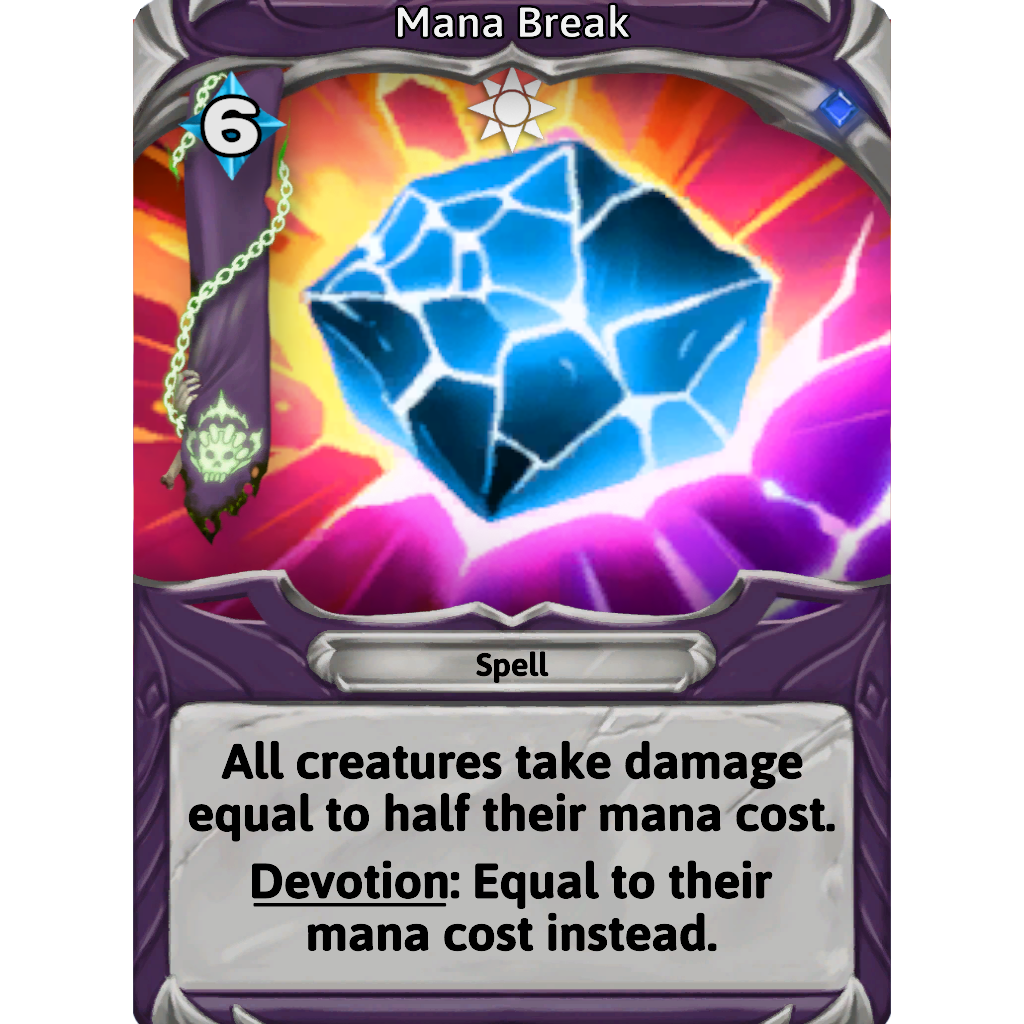 Mana Break
6
Spell
All creatures take damage
equal to half their mana cost.
Devotion: Equal to their
mana cost instead.